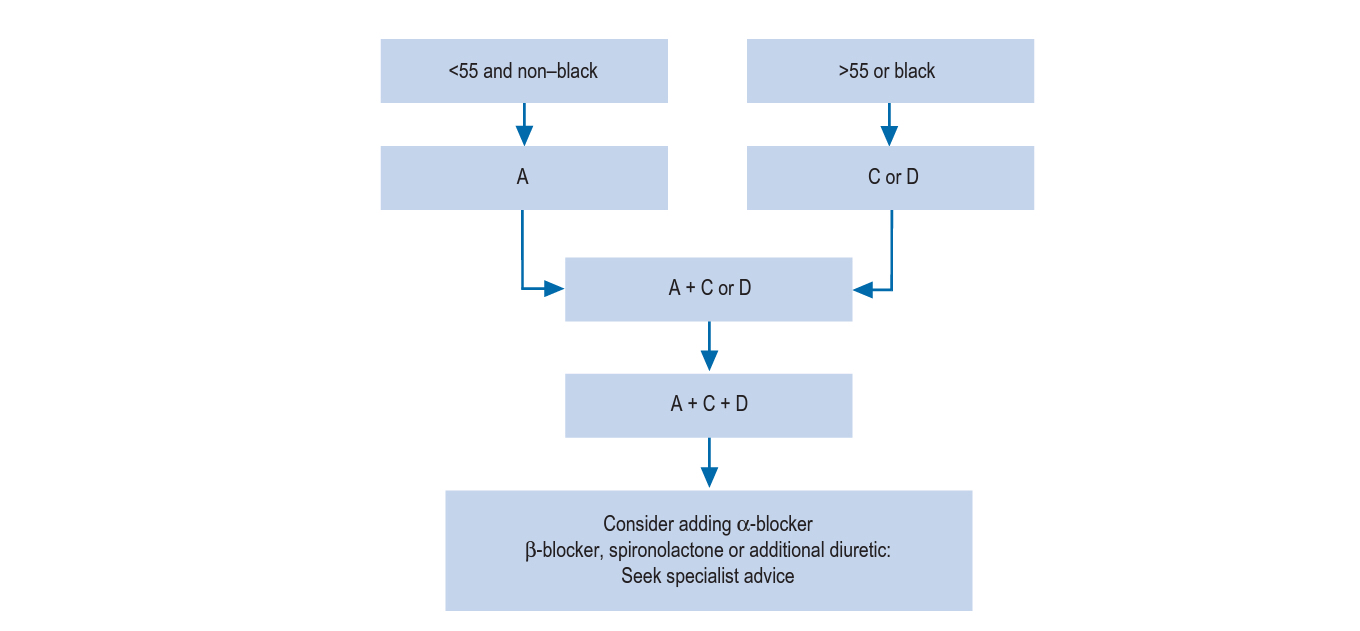 <55 and non–black
>55 or black
A
C or D
A + C or D
A + C + D
Consider adding α-blocker
β-blocker, spironolactone or additional diuretic:
Seek specialist advice